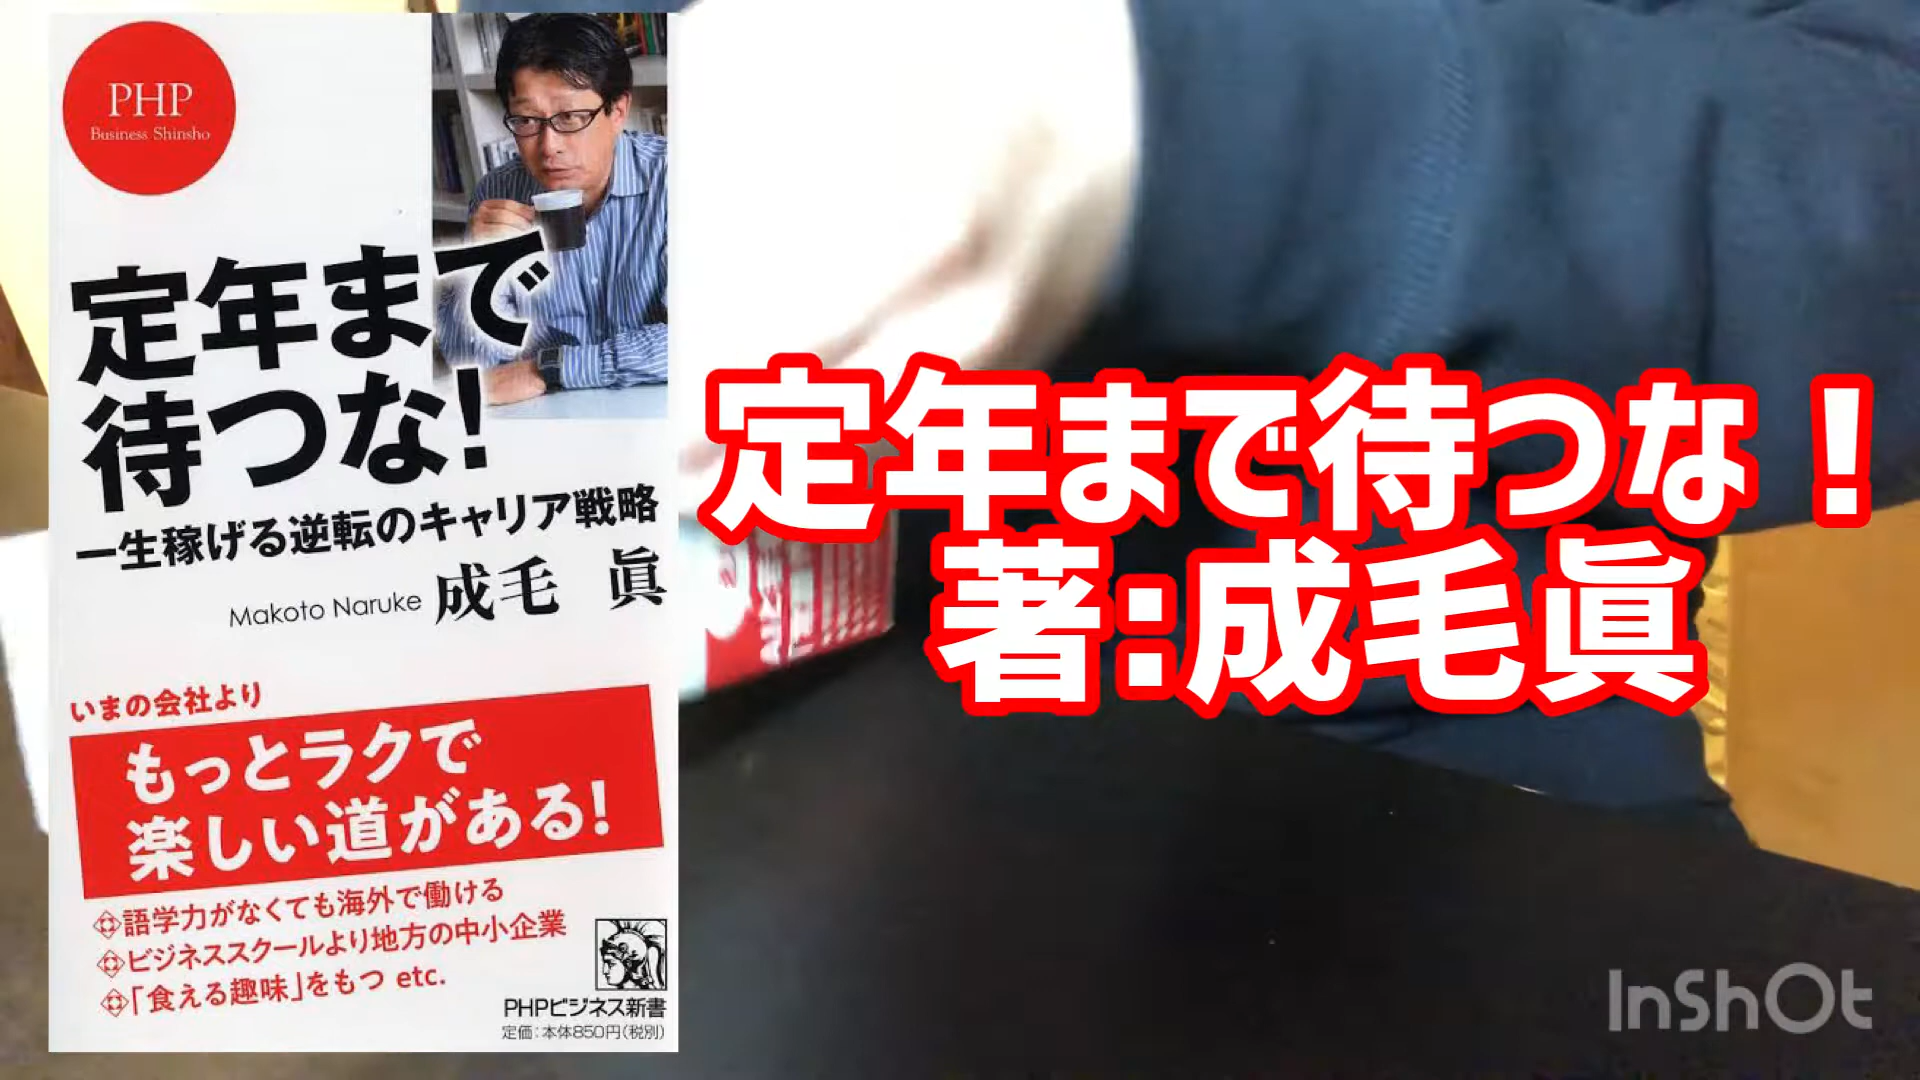 PHP
Business Shinsho
定年まで
待つな!
一生稼げる逆転のキャリア戦略
Makoto Naruke 成毛 眞
いまの会社より
もっとラクで
楽しい道がある!
語学力がなくても海外で働ける
ビジネススクールより地方の中小企業
「食える趣味」をもつ etc.
PHPビジネス新書
定価:本体850円(税別)
定年まで待つな！
著:成毛眞
InShOt